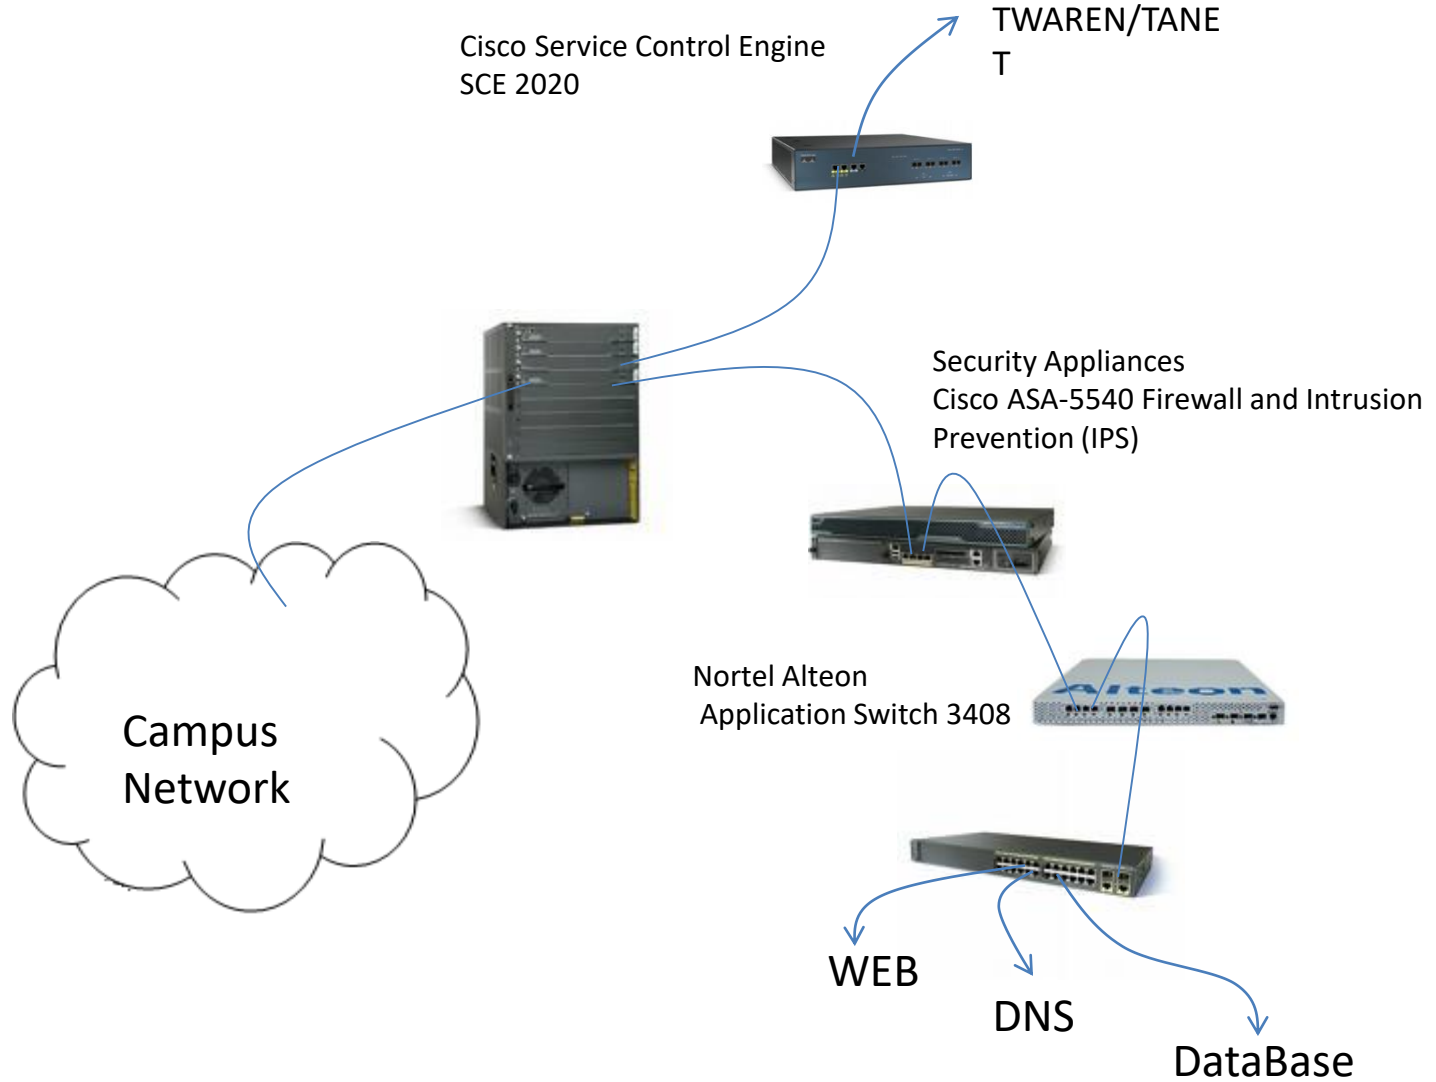 TWAREN/TANE
T
Cisco Service Control Engine
SCE 2020
Security Appliances
Cisco ASA-5540 Firewall and Intrusion
Prevention (IPS)
Nortel Alteon
Application Switch 3408
Alteon
Campus
Network
WEB
DNS
DataBase